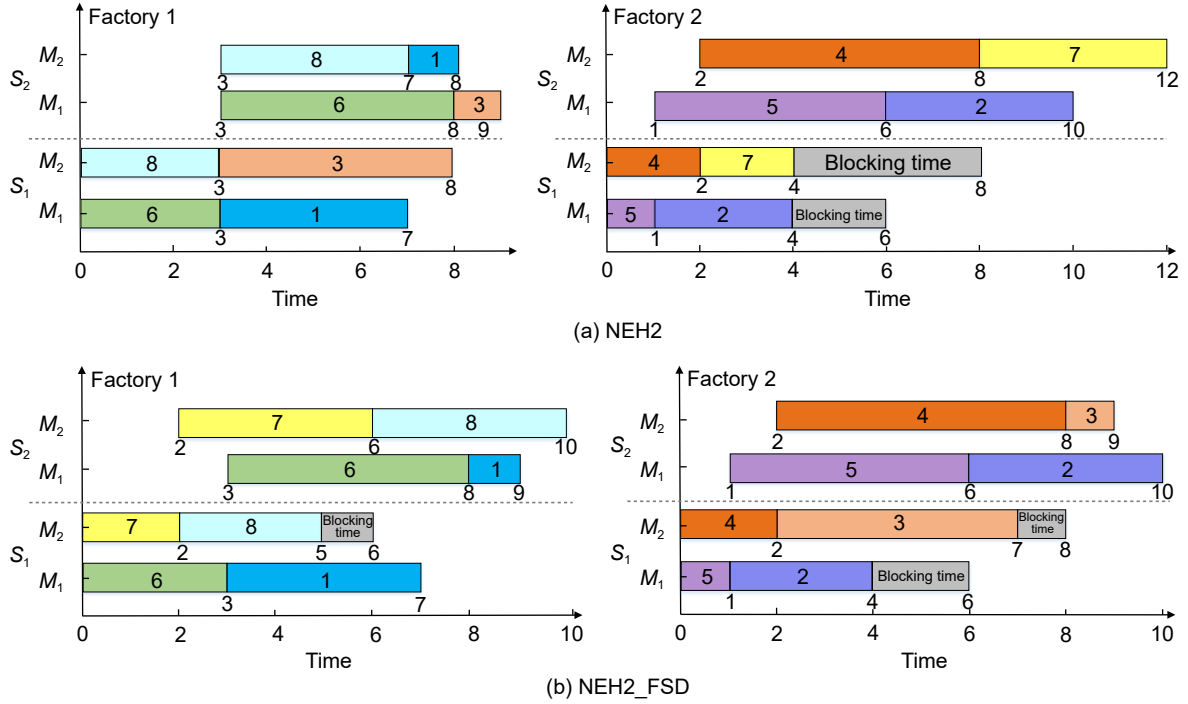 Factory 1
M2
8 1
3 7 8
S2
M1
6 3
3 8 9
M2
8 3
3 8
S1
M1
6 1
3 7
0 2 4 6 8
Time
Factory 2
4 7
2 8 12
5 2
1 6 10
M2
4 7 Blocking time
2 4 8
S1
M1
5 2 Blocking time
1 4 6
0 2 4 6 8 10 12
Time
S2
M2
M1
(a) NEH2
Factory 1
M2
7 8
2 6 10
S2
M1
6 1
3 8 9
M2
7 8 Blocking
time
2 5 6
S1
M1
6 1
3 7
0 2 4 6 8 10
Time
Factory 2
M2
4 3
2 8 9
S2
M1
5 2
1 6 10
M2
4 3 Blocking
time
2 7 8
S1
M1
5 2 Blocking time
1 4 6
0 2 4 6 8 10
Time
(b) NEH2_FSD